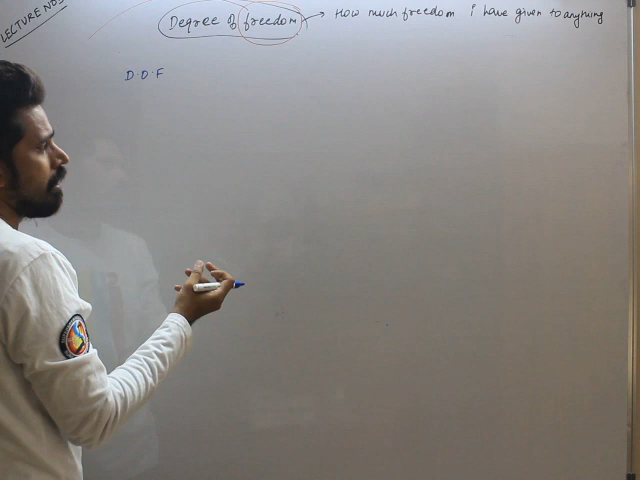 LECTURE NO
Degree of freedom → How much freedom i have given to anything
D.O.F